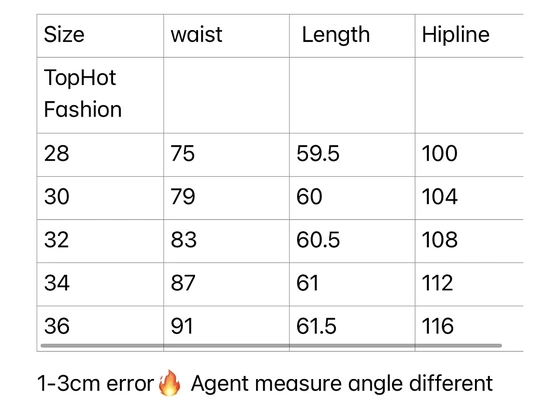 Size waist Length Hipline
TopHot
Fashion
28 75 59.5 100
30 79 60 104
32 83 60.5 108
34 87 61 112
36 91 61.5 116
1-3cm error🔥 Agent measure angle different